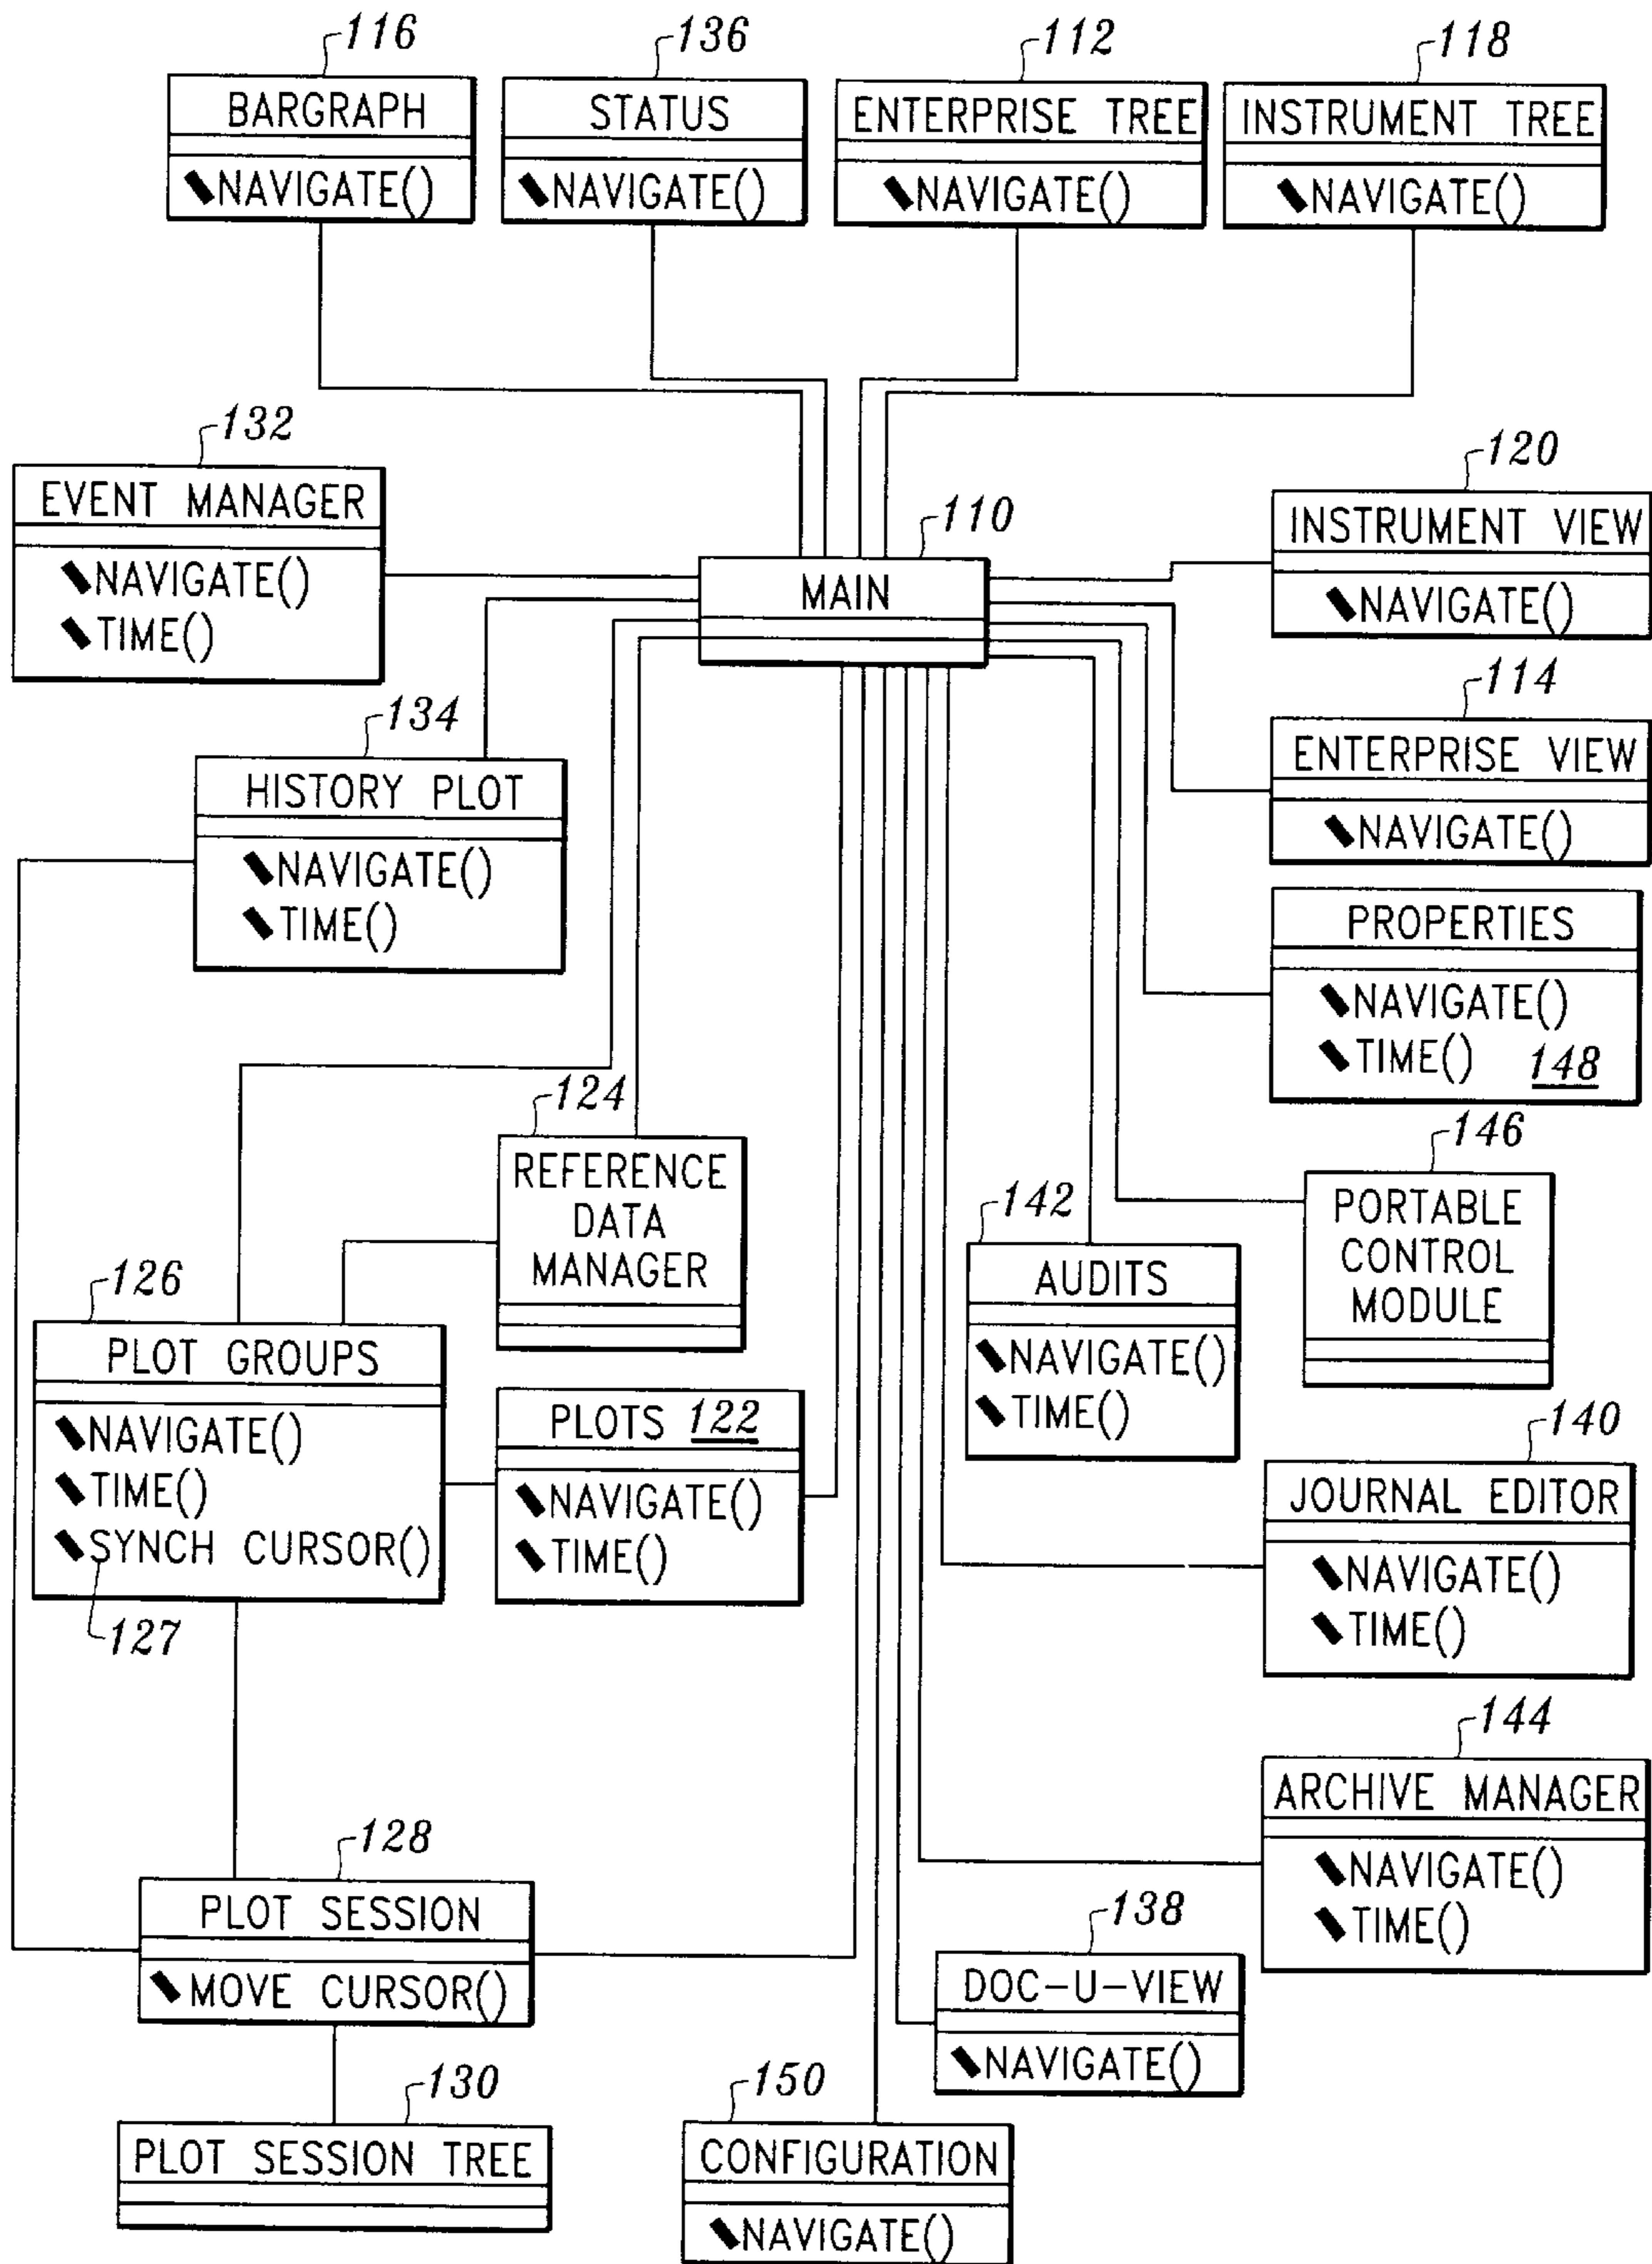 116
BARGRAPH
NAVIGATE()
136
STATUS
NAVIGATE()
112
ENTERPRISE TREE
NAVIGATE()
118
INSTRUMENT TREE
NAVIGATE()
132
EVENT MANAGER
NAVIGATE()
TIME()
110
MAIN
120
INSTRUMENT VIEW
NAVIGATE()
134
HISTORY PLOT
NAVIGATE()
TIME()
114
ENTERPRISE VIEW
NAVIGATE()
PROPERTIES
NAVIGATE()
TIME() 148
124
REFERENCE
DATA
MANAGER
142
AUDITS
NAVIGATE()
TIME()
146
PORTABLE
CONTROL
MODULE
126
PLOT GROUPS
NAVIGATE()
TIME()
SYNCH CURSOR()
127
PLOTS 122
NAVIGATE()
TIME()
140
JOURNAL EDITOR
NAVIGATE()
TIME()
144
ARCHIVE MANAGER
NAVIGATE()
TIME()
128
PLOT SESSION
MOVE CURSOR()
138
DOC-U-VIEW
NAVIGATE()
130
PLOT SESSION TREE
150
CONFIGURATION
NAVIGATE()